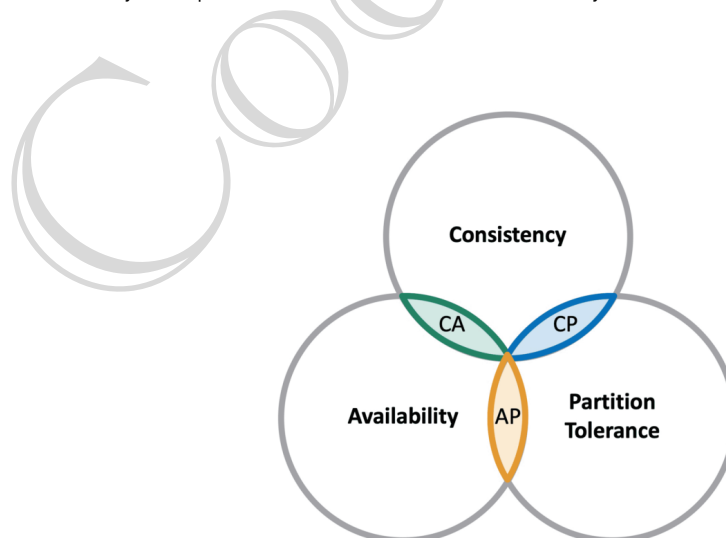 Consistency
CA
CP
Availability
AP
Partition
Tolerance